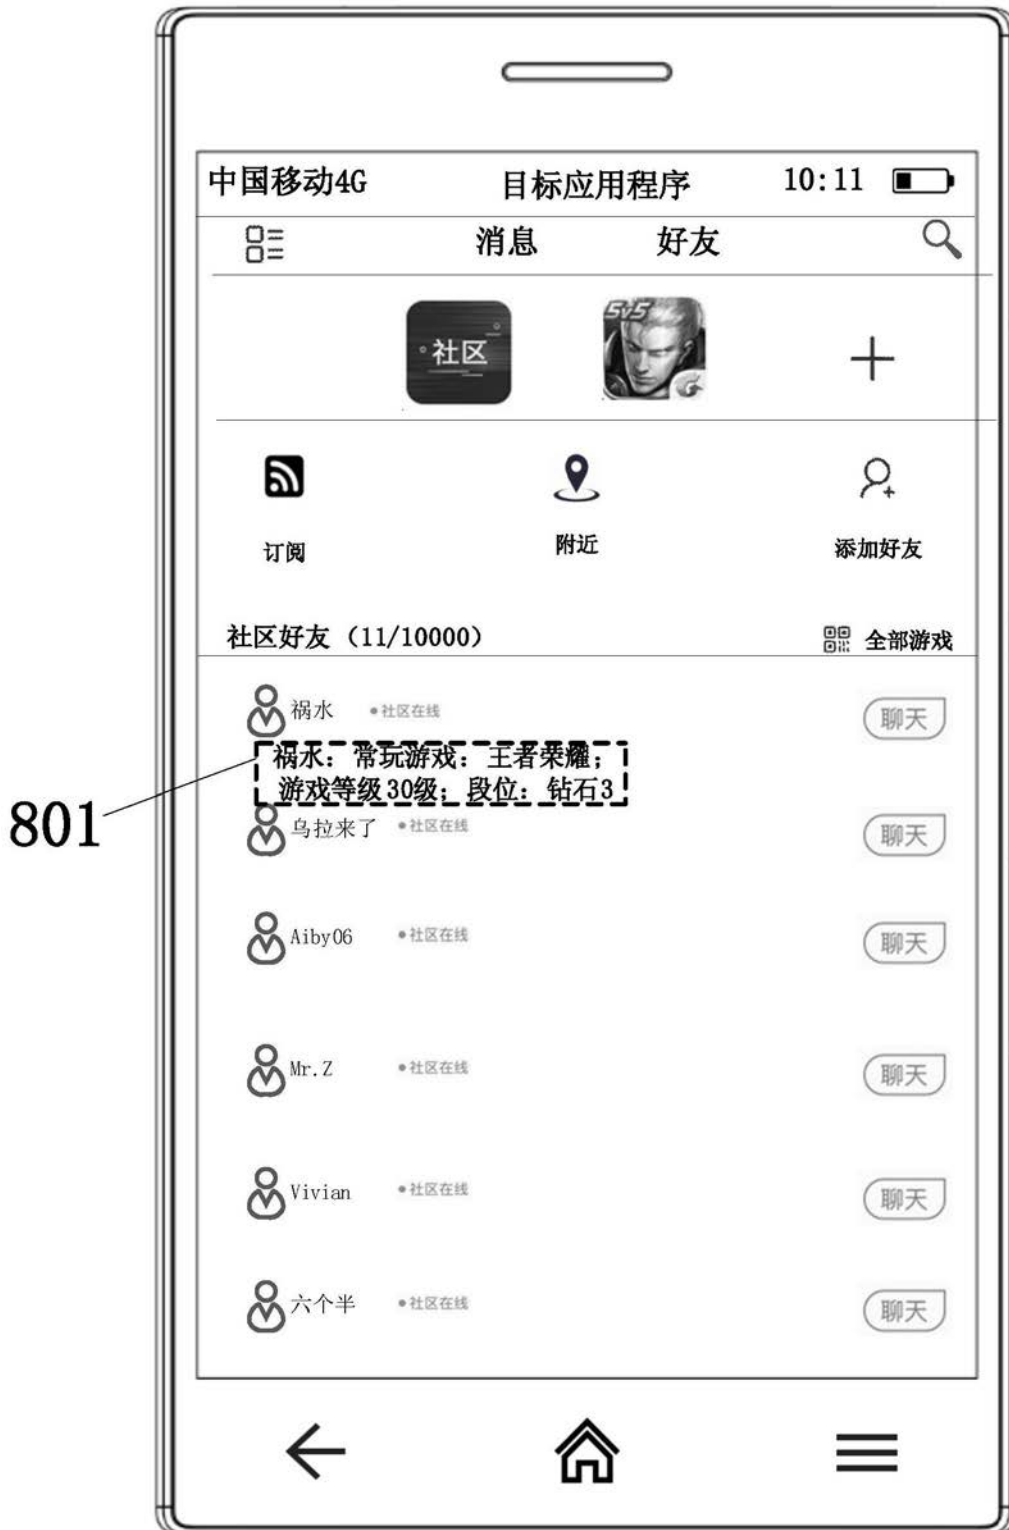 中国移动4G 目标应用程序 10:11
消息 好友
社区 5v5
订阅 附近 添加好友
社区好友（11/10000） 全部游戏
祸水 •社区在线 聊天
祸水：常玩游戏：王者荣耀；
游戏等级30级；段位：钻石3
801
乌拉来了 •社区在线 聊天
Aiby06 •社区在线 聊天
Mr.Z •社区在线 聊天
Vivian •社区在线 聊天
六个半 •社区在线 聊天